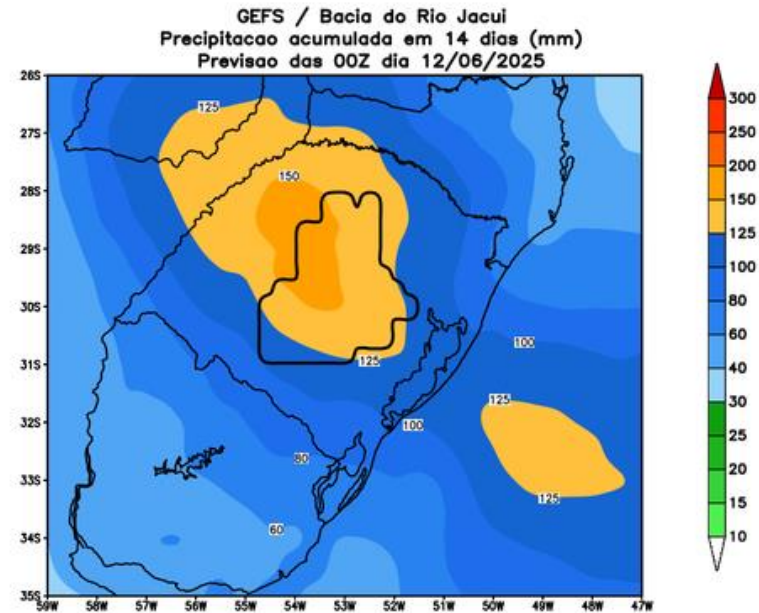 GEFS / Bacia do Rio Jacui
Precipitacao acumulada em 14 dias (mm)
Previsao das 00Z dia 12/06/2025
26S
27S
28S
29S
30S
31S
32S
33S
34S
35S
59W 58W 57W 56W 55W 54W 53W 52W 51W 50W 49W 48W 47W
125
150
125
100
125
100
80
125
60
300
250
200
150
125
100
80
60
40
30
25
20
15
10